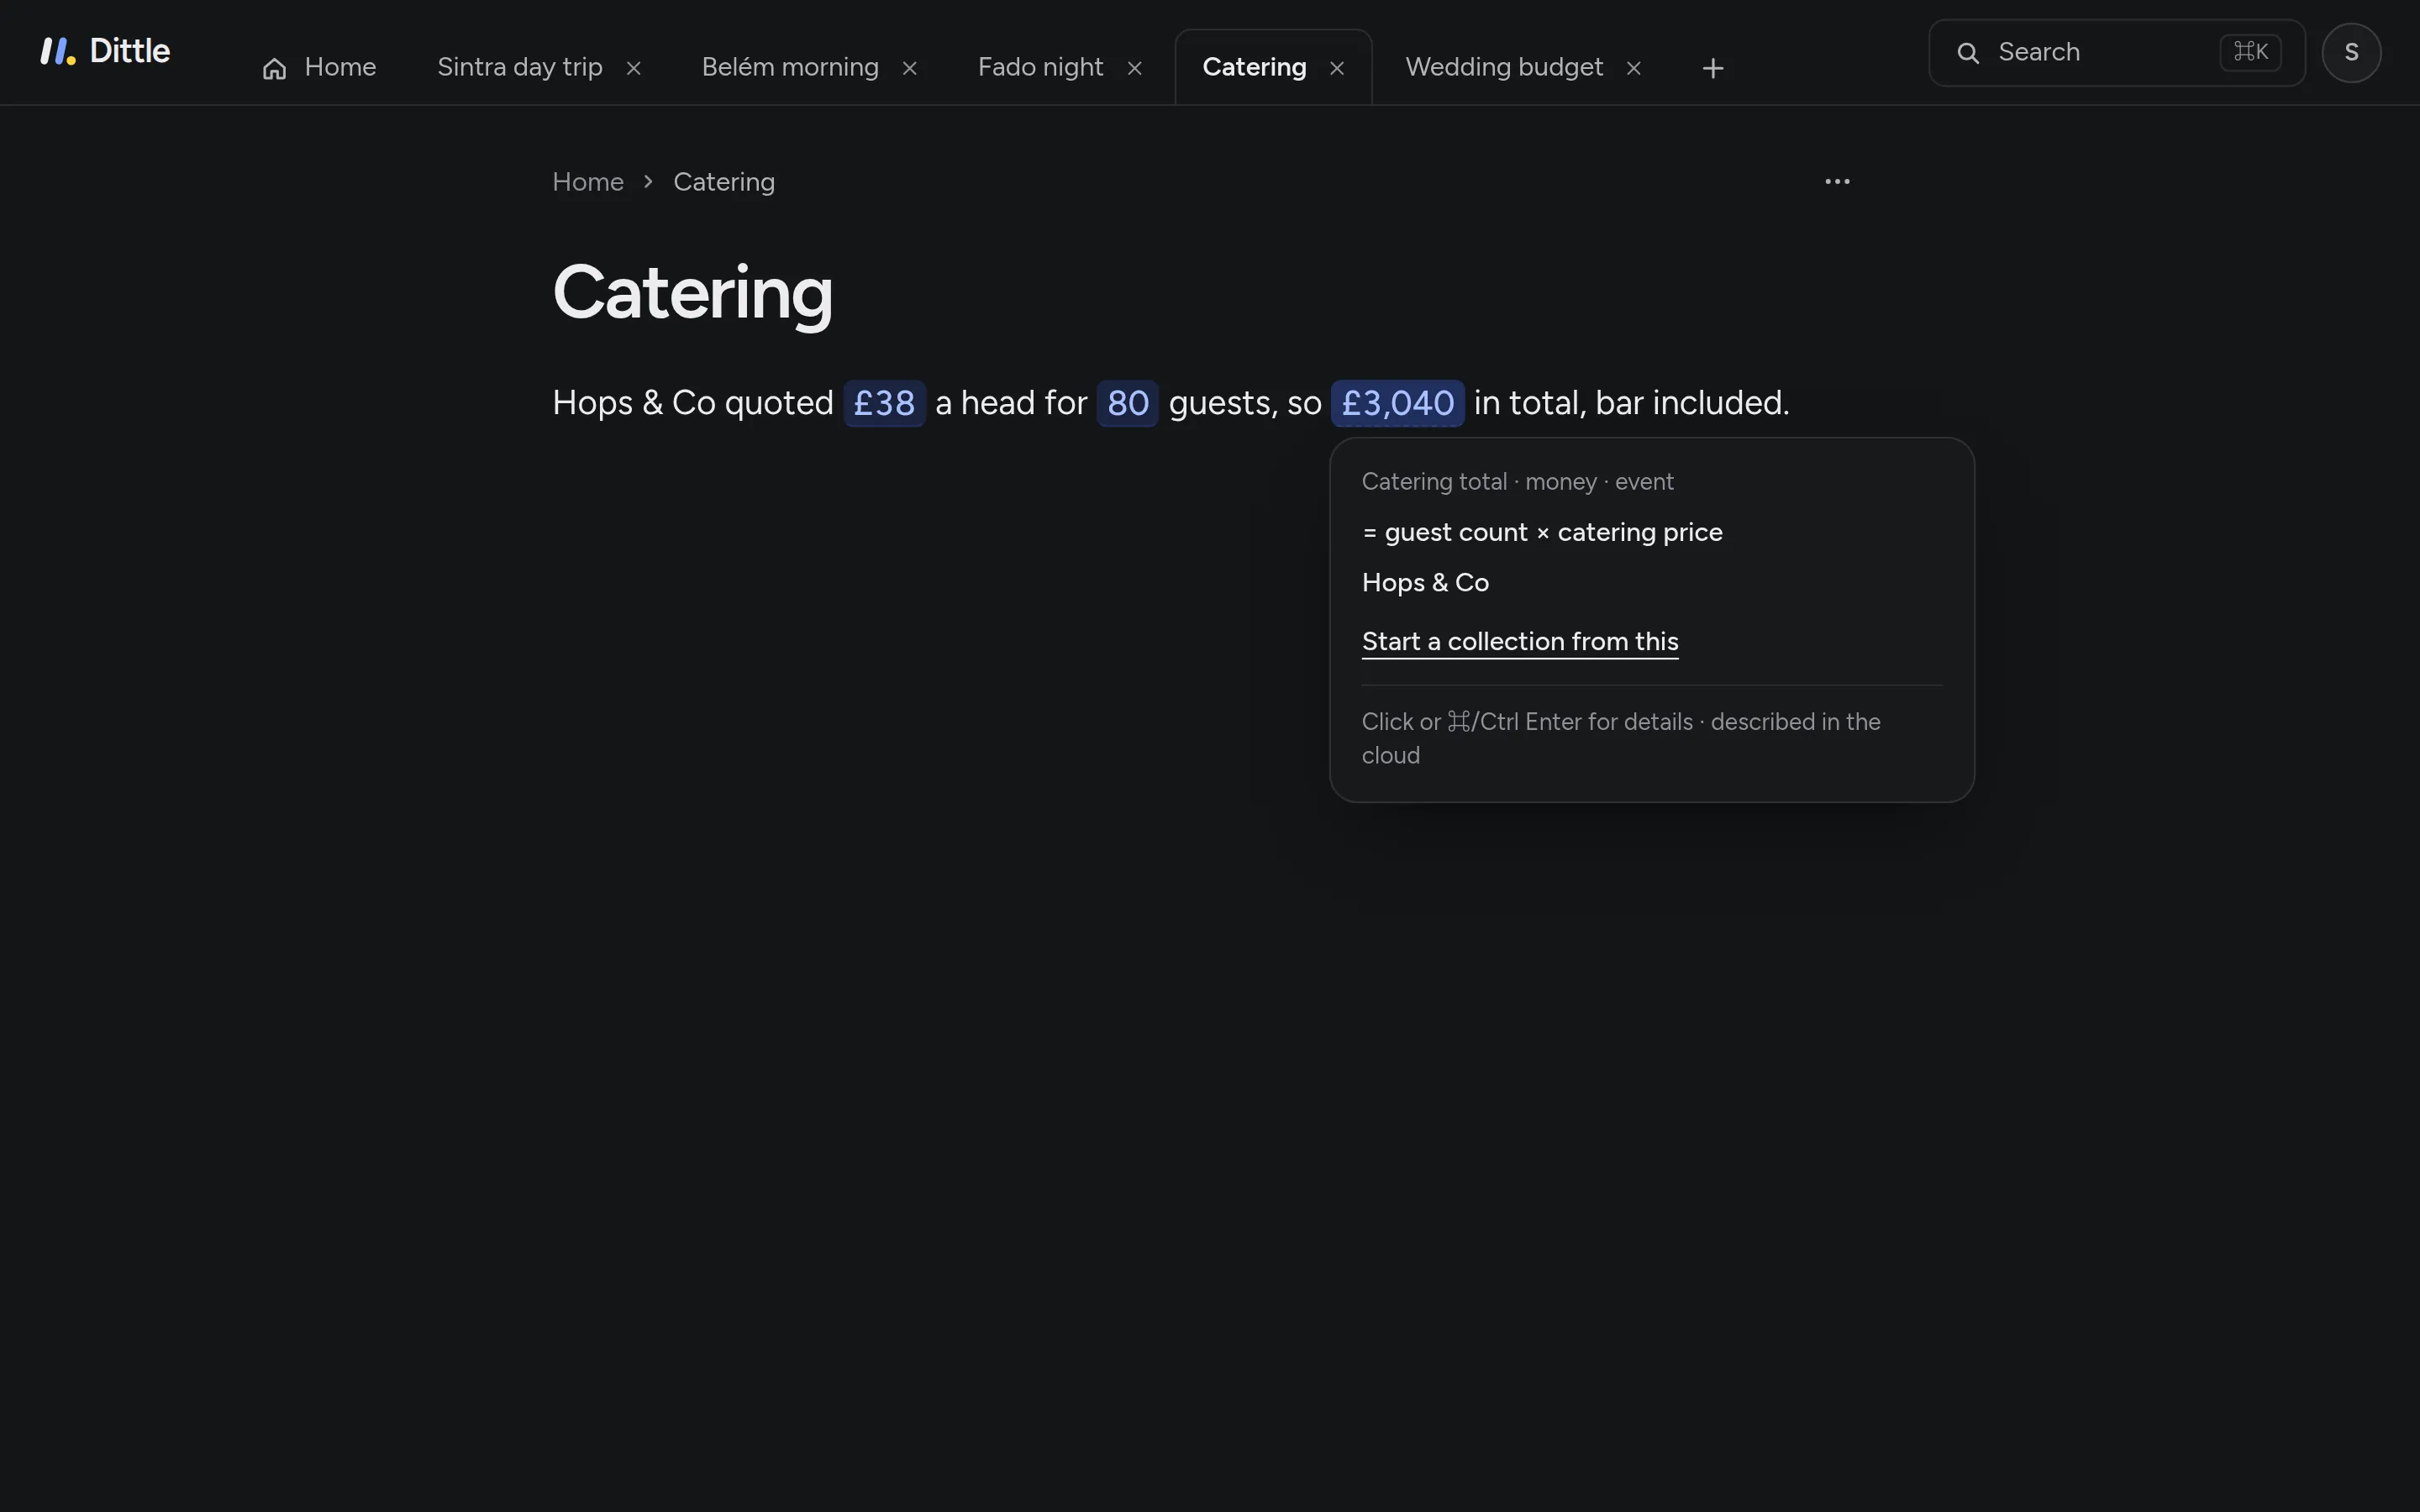 Dittle
Home
Sintra day trip
Belém morning
Fado night
Catering
Wedding budget
Search
⌘K
S
Home
Catering
Catering
Hops & Co quoted £38 a head for 80 guests, so £3,040 in total, bar included.
Catering total · money · event
= guest count × catering price
Hops & Co
Start a collection from this
Click or ⌘/Ctrl Enter for details · described in the
cloud